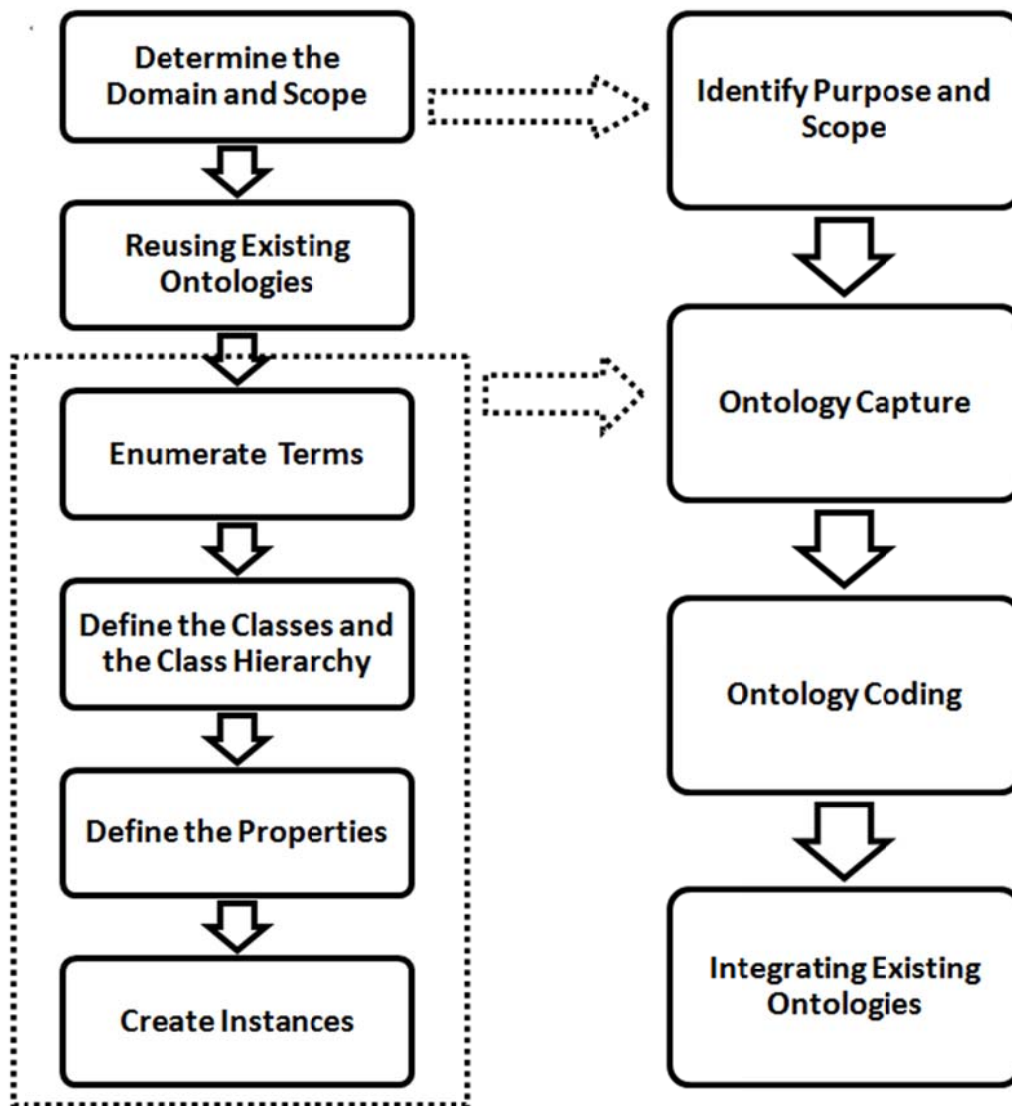 Determine the
Domain and Scope
Reusing Existing
Ontologies
Enumerate Terms
Define the Classes and
the Class Hierarchy
Define the Properties
Create Instances
Identify Purpose and
Scope
Ontology Capture
Ontology Coding
Integrating Existing
Ontologies